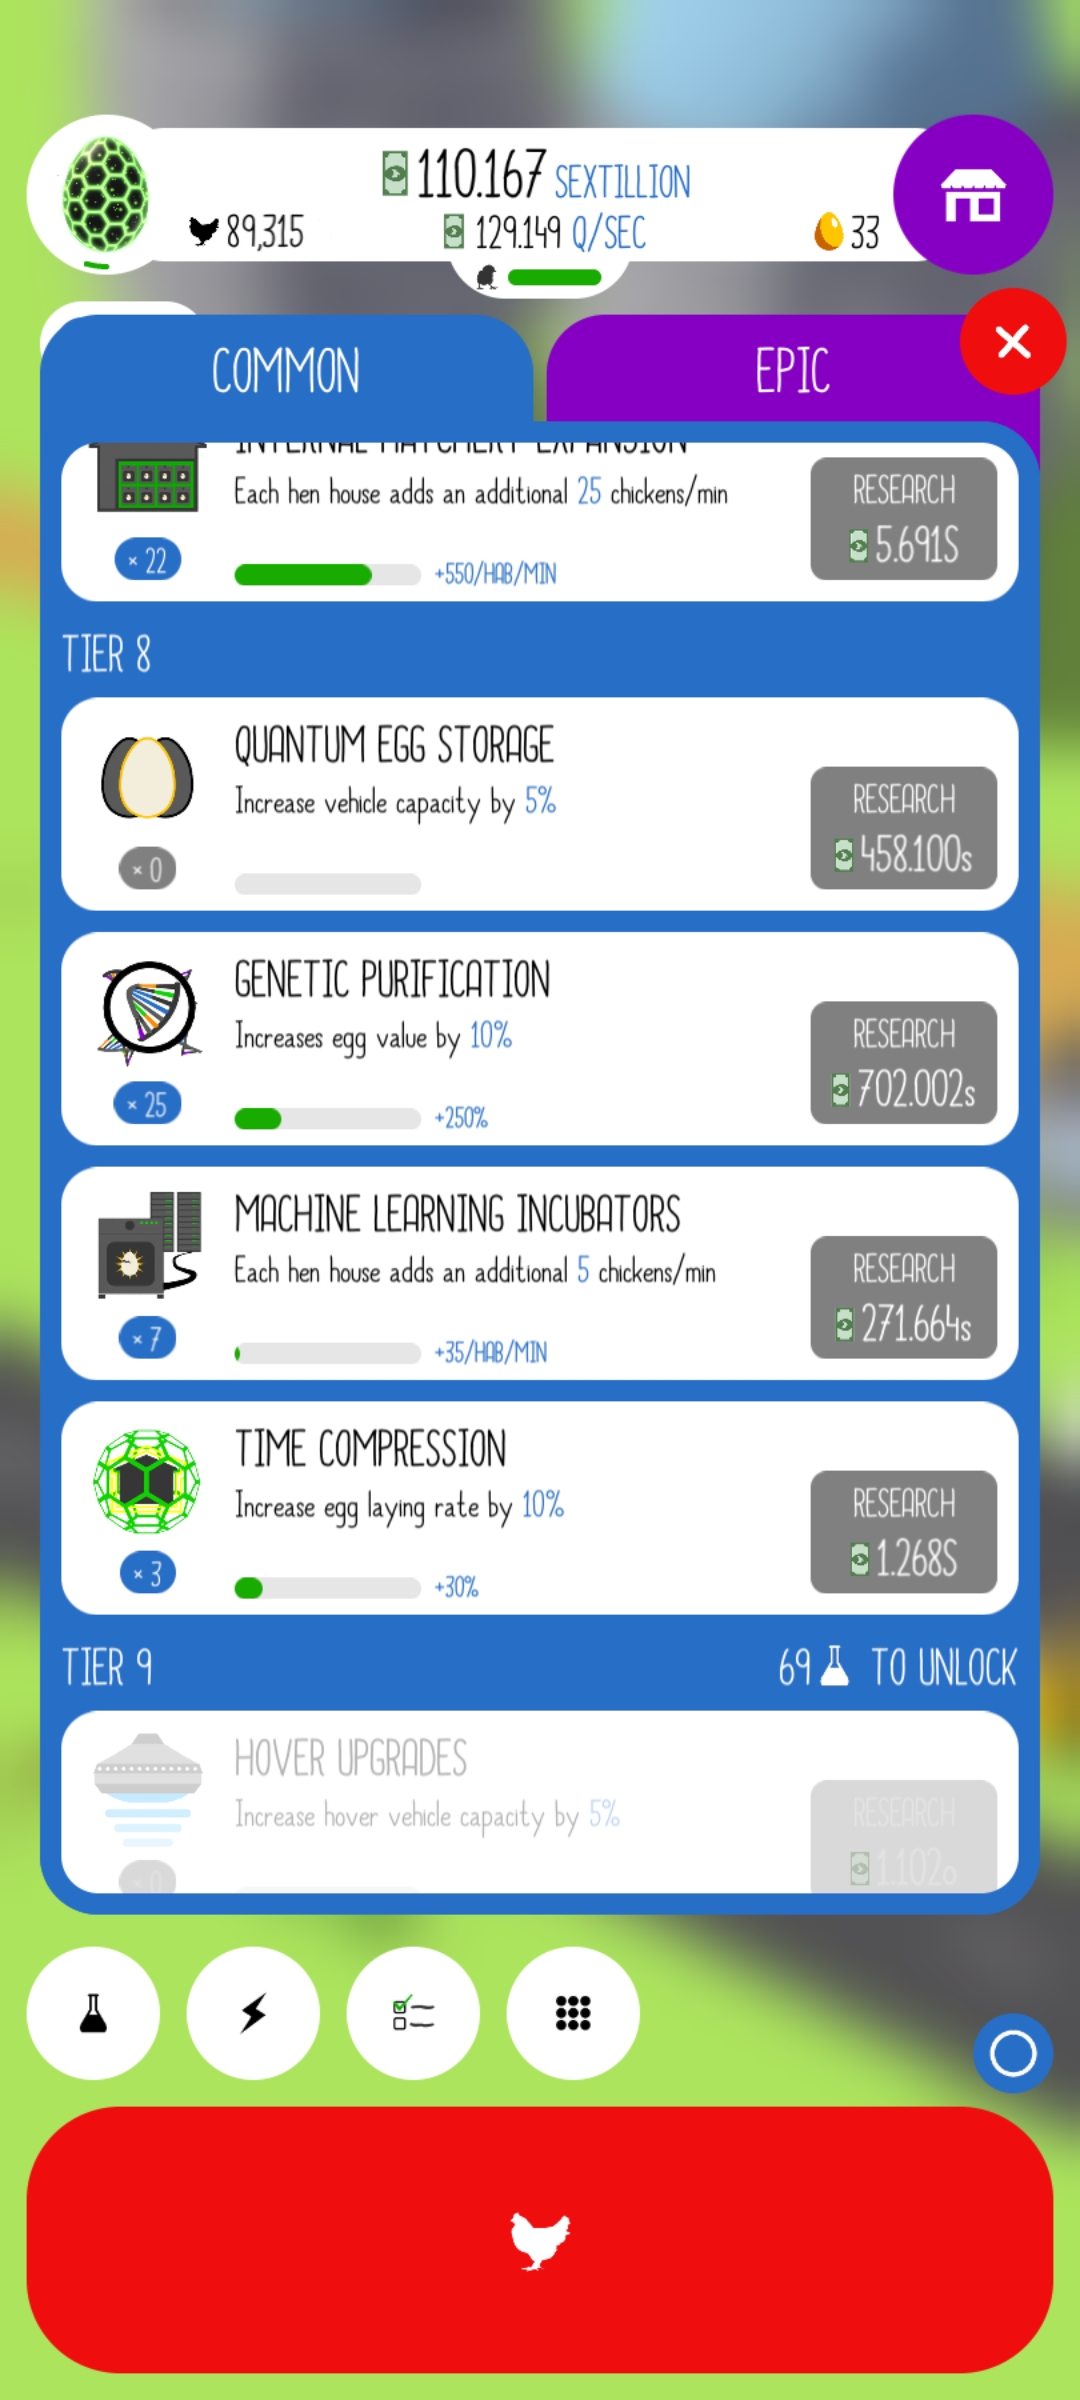 110.167 SEXTILLION
89,315
129.149 Q/SEC
33
COMMON
EPIC
INTERNAL HATCHERY EXPANSION
Each hen house adds an additional 25 chickens/min
RESEARCH
5.691S
× 22
+550/HAB/MIN
TIER 8
QUANTUM EGG STORAGE
Increase vehicle capacity by 5%
RESEARCH
458.100s
× 0
GENETIC PURIFICATION
Increases egg value by 10%
RESEARCH
702.002s
× 25
+250%
MACHINE LEARNING INCUBATORS
Each hen house adds an additional 5 chickens/min
RESEARCH
271.664s
× 7
+35/HAB/MIN
TIME COMPRESSION
Increase egg laying rate by 10%
RESEARCH
1.268S
× 3
+30%
TIER 9
69 TO UNLOCK
HOVER UPGRADES
Increase hover vehicle capacity by 5%
RESEARCH
1.102o
× 0